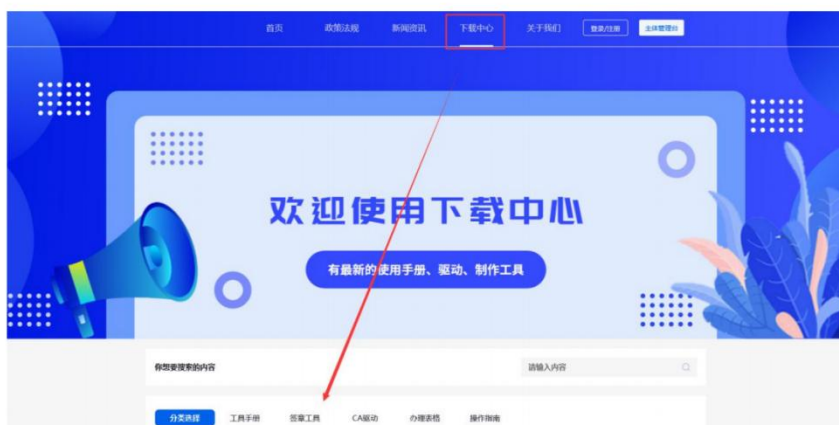 首页 政策法规 新闻资讯 下载中心 关于我们 登录/注册 主体管理台
欢迎使用下载中心
有最新的使用手册、驱动、制作工具
你想要搜索的内容 请输入内容
分类选择 工具手册 签章工具 CA驱动 办理表格 操作指南